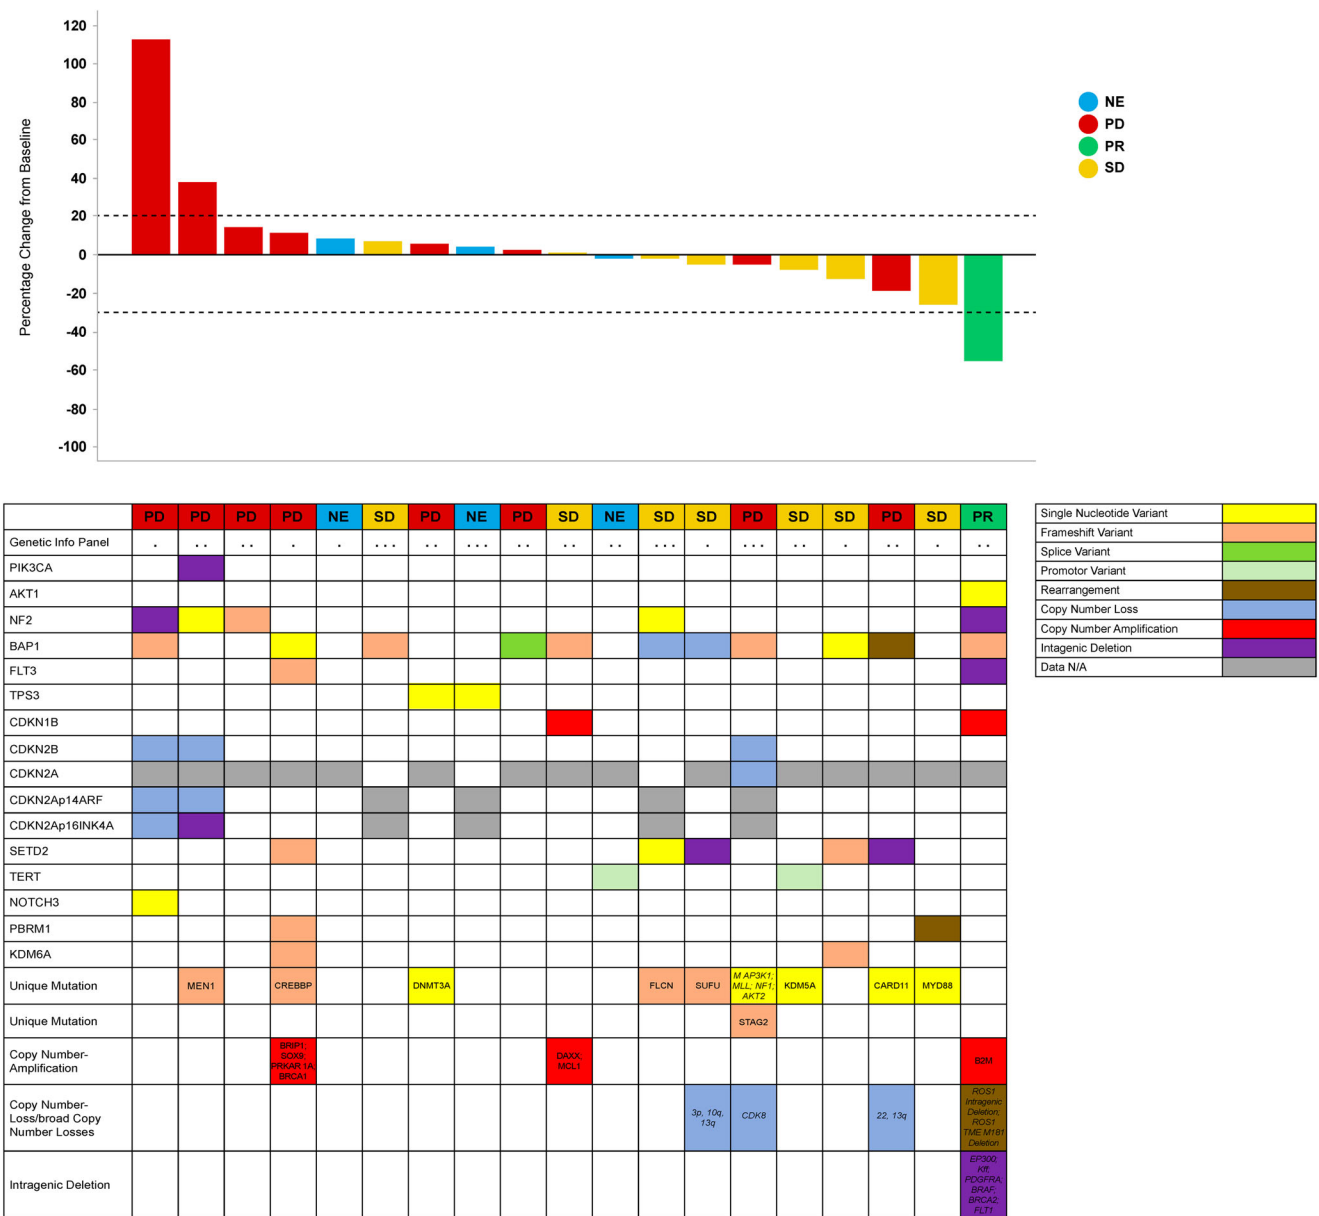 120
100
80
60
40
20
0
-20
-40
-60
-80
-100
Percentage Change from Baseline
NE
PD
PR
SD
PD PD PD PD NE SD PD NE PD SD NE SD SD PD SD SD PD SD PR
Genetic Info Panel . .. .. . . ... .. ... .. .. .. ... . .. .. . .. . ..
PIK3CA
AKT1
NF2
BAP1
FLT3
TPS3
CDKN1B
CDKN2B
CDKN2A
CDKN2Ap14ARF
CDKN2Ap16INK4A
SETD2
TERT
NOTCH3
PBRM1
KDM6A
Unique Mutation
MEN1
CREBBP
DNMT3A
FLCN
SUFU
M AP3K1;
MLL; NF1;
AKT2
KDM5A
CARD11
MYD88
Unique Mutation
STAG2
Copy Number-
Amplification
BRIP1;
SOX9;
PRKAR1A;
BRCA1
DAXX;
MCL1
B2M
Copy Number-
Loss/broad Copy
Number Losses
3p, 10q,
13q
CDK8
22, 13q
ROS1
Intragenic
Deletion;
ROS1
TME M181
Deletion
Intragenic Deletion
EP300;
PDGFRA;
BRAF;
BRCA2;
FLT1
Single Nucleotide Variant
Frameshift Variant
Splice Variant
Promotor Variant
Rearrangement
Copy Number Loss
Copy Number Amplification
Intagenic Deletion
Data N/A